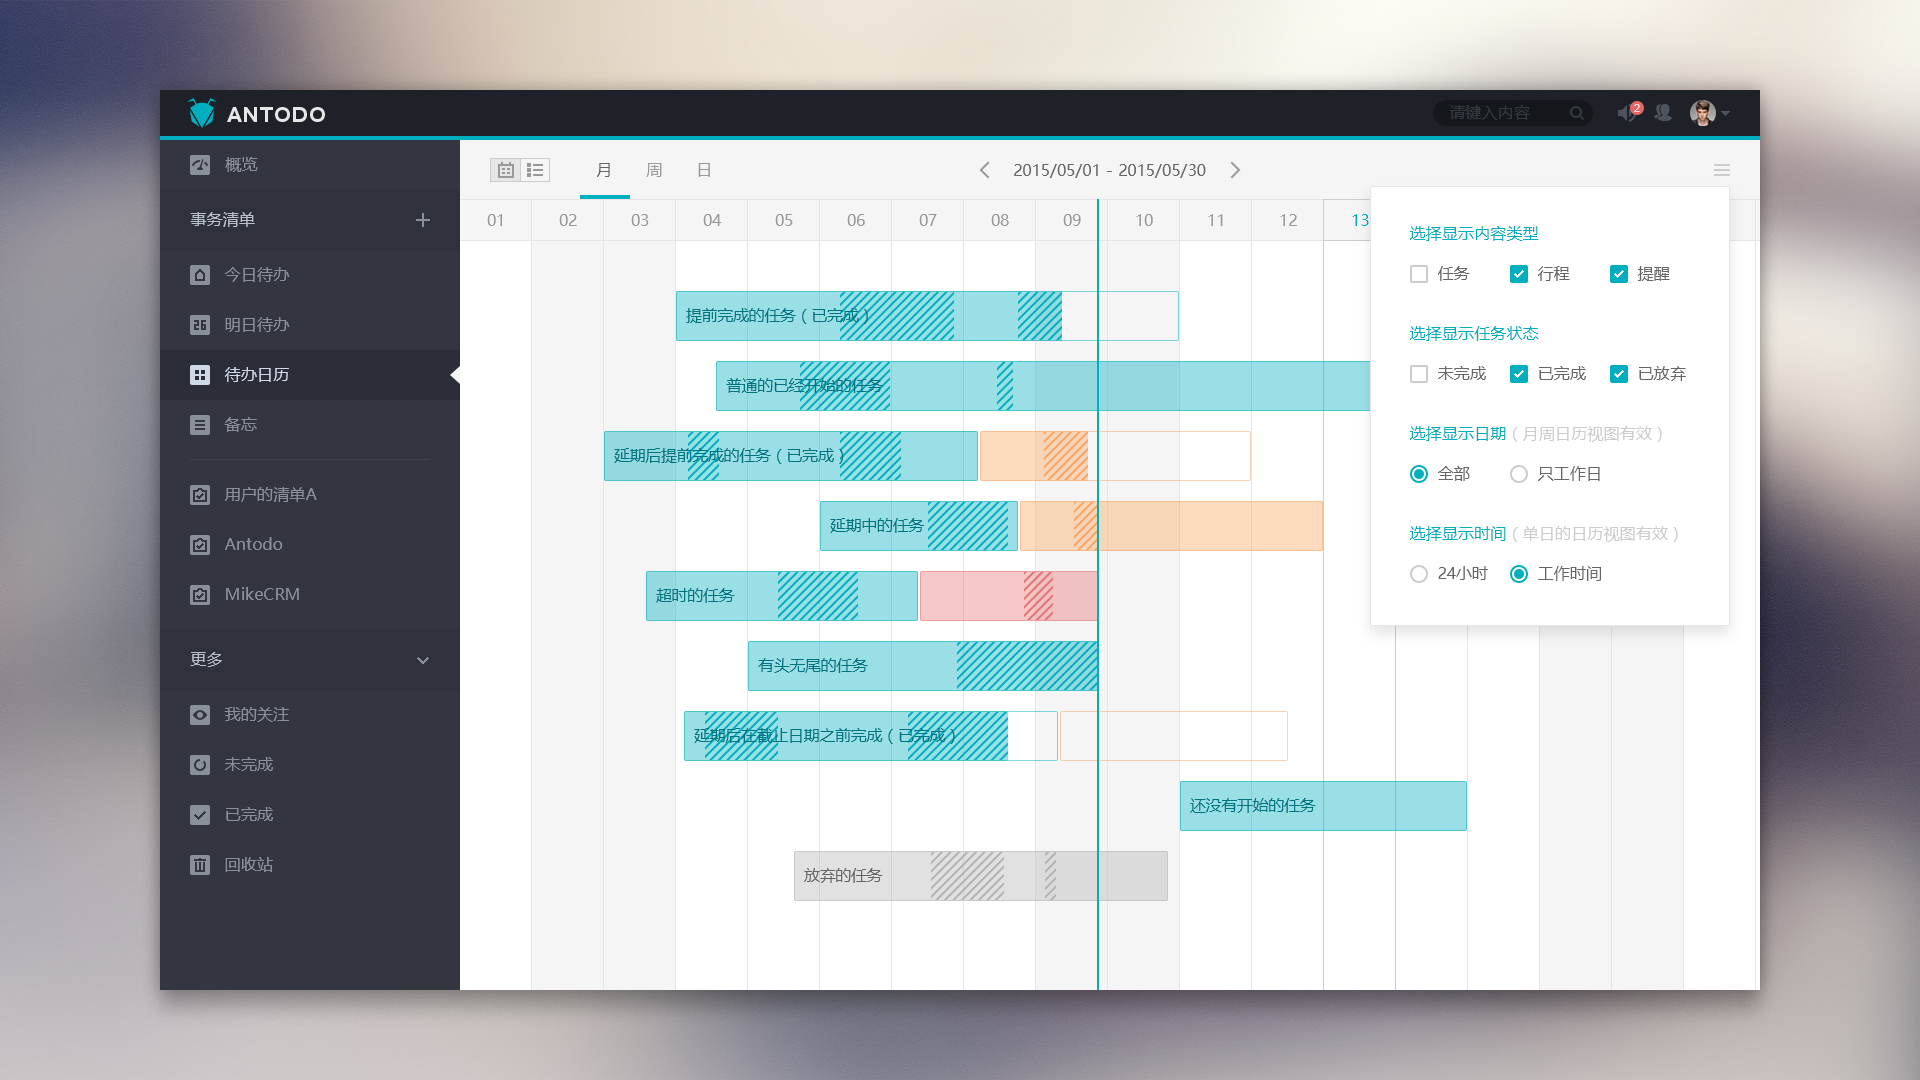 ANTODO
请键入内容
2
概览
事务清单
今日待办
26
明日待办
待办日历
备忘
用户的清单A
Antodo
MikeCRM
更多
我的关注
未完成
已完成
回收站
月 周 日
2015/05/01 - 2015/05/30
01 02 03 04 05 06 07 08 09 10 11 12 13
提前完成的任务（已完成）
普通的已经开始的任务
延期后提前完成的任务（已完成）
延期中的任务
超时的任务
有头无尾的任务
延期后在截止日期之前完成（已完成）
还没有开始的任务
放弃的任务
选择显示内容类型
任务 行程 提醒
选择显示任务状态
未完成 已完成 已放弃
选择显示日期（月周日历视图有效）
全部 只工作日
选择显示时间（单日的日历视图有效）
24小时 工作时间